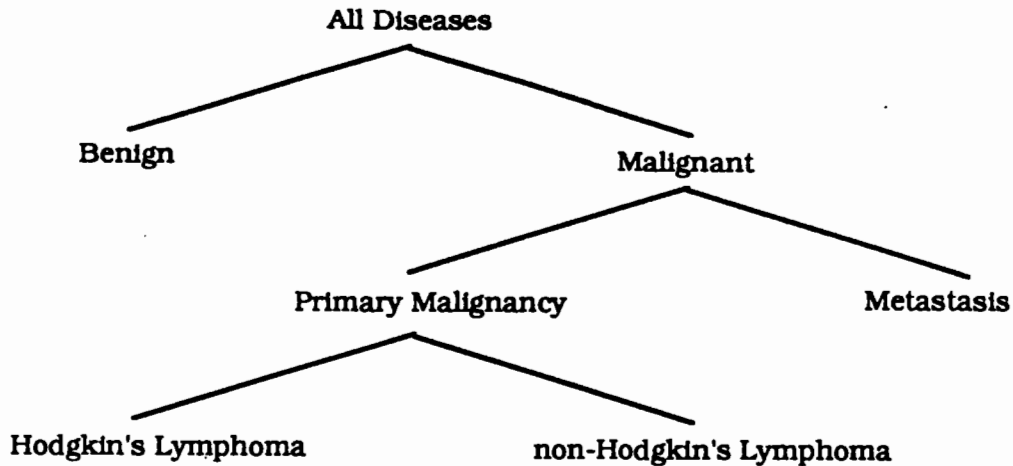 All Diseases
Benign
Malignant
Primary Malignancy
Metastasis
Hodgkin's Lymphoma
non-Hodgkin's Lymphoma